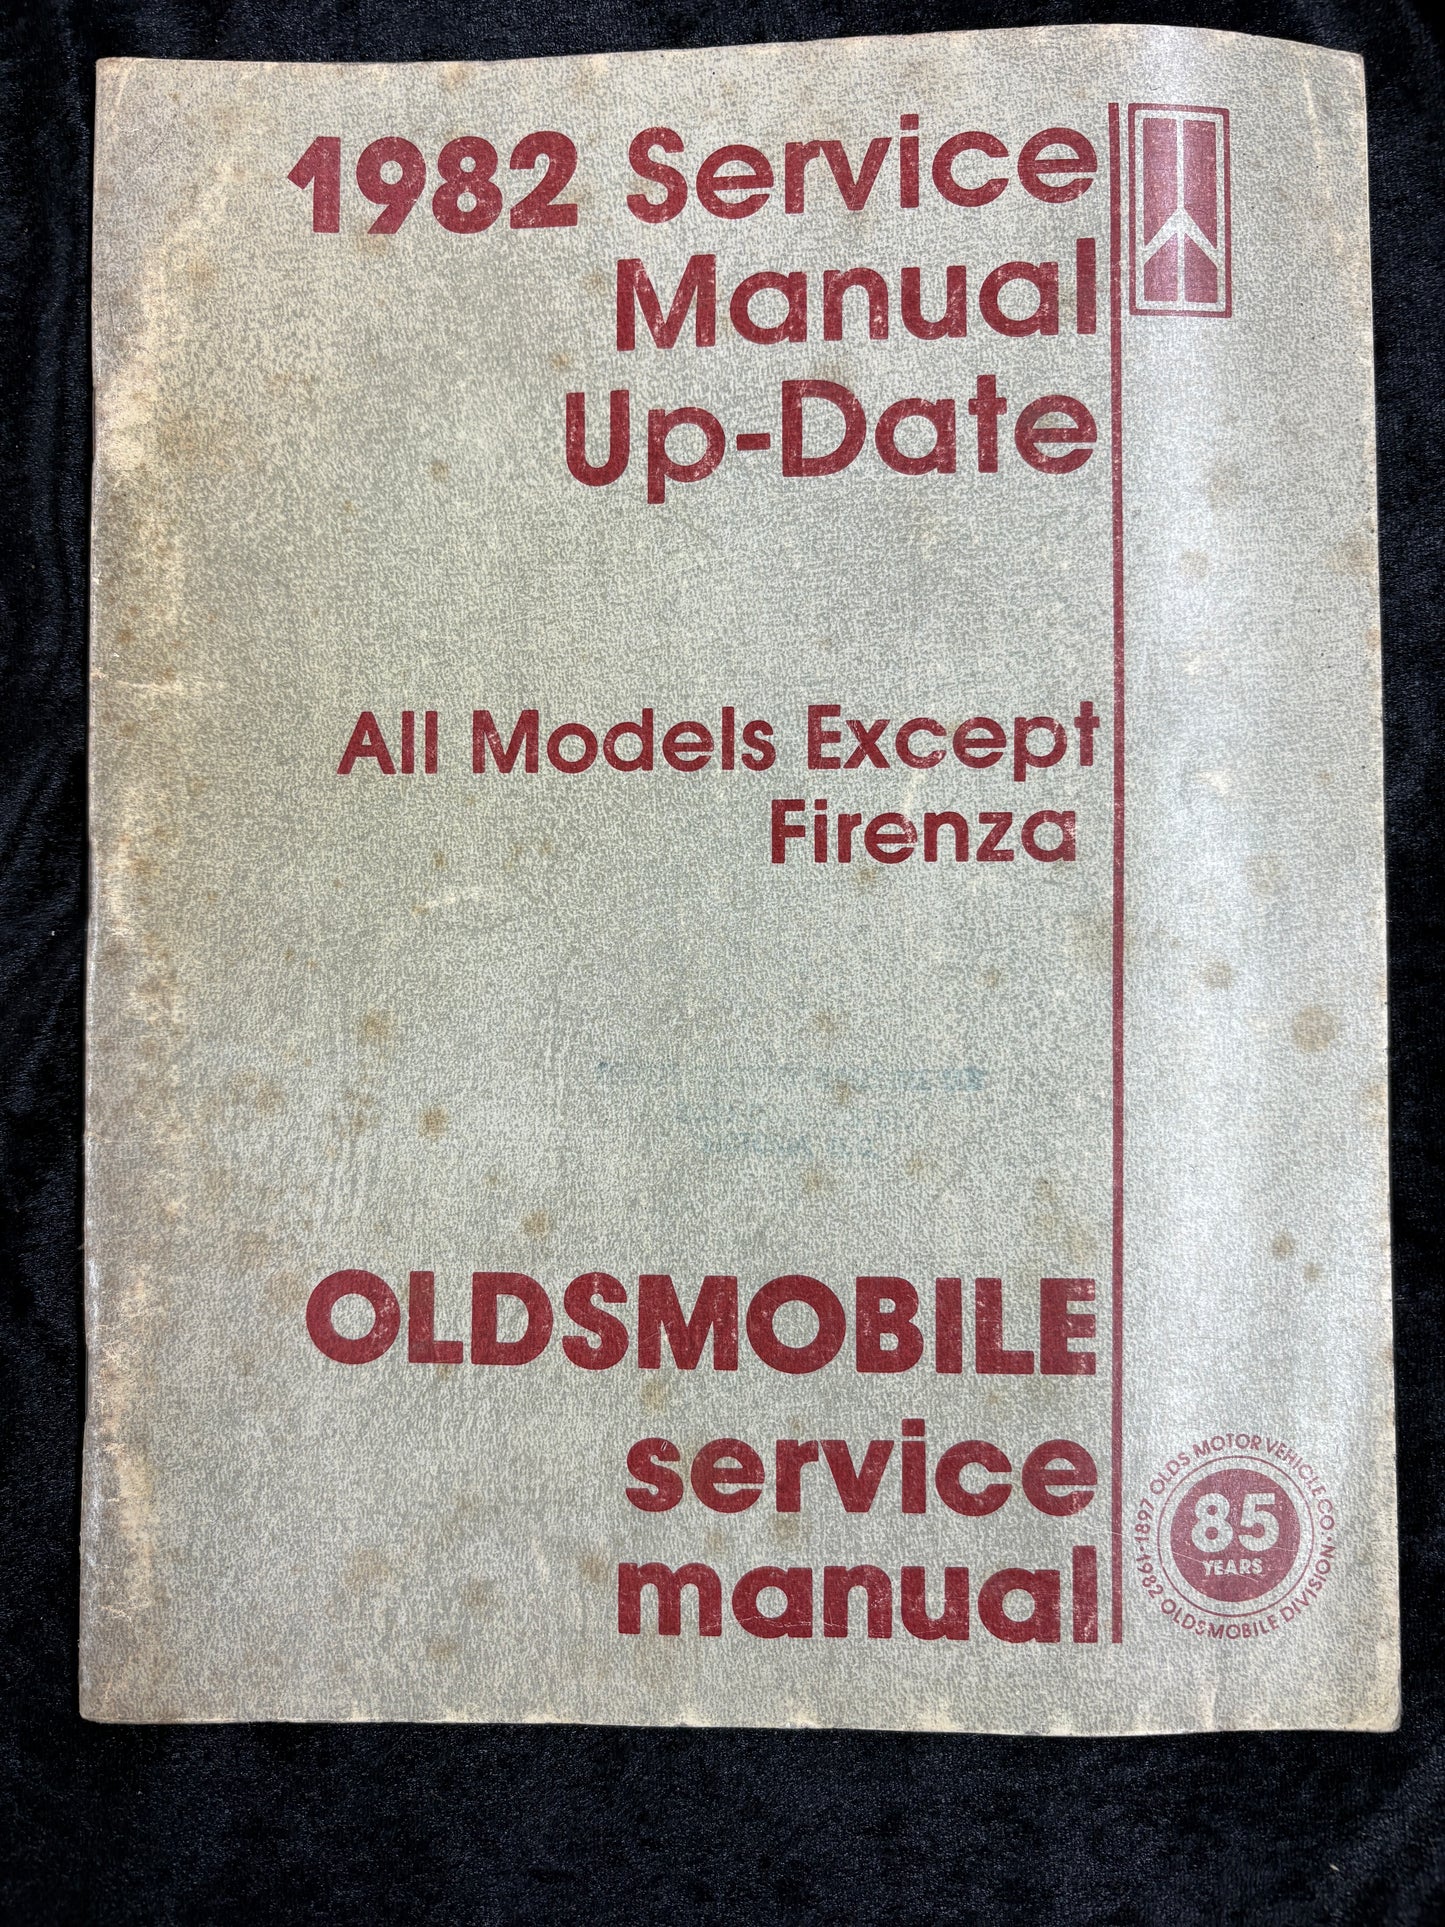 1982 Service
Manual
Up-Date
All Models Except
Firenza
OLDSMOBILE
service
manual
1897 OLDS MOTOR VEHICLE CO.
85
YEARS
1982 OLDSMOBILE DIVISION